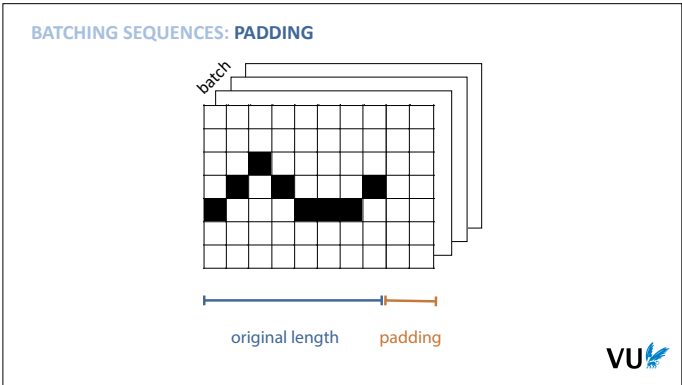 BATCHING SEQUENCES: PADDING
batch
original length
padding
VU